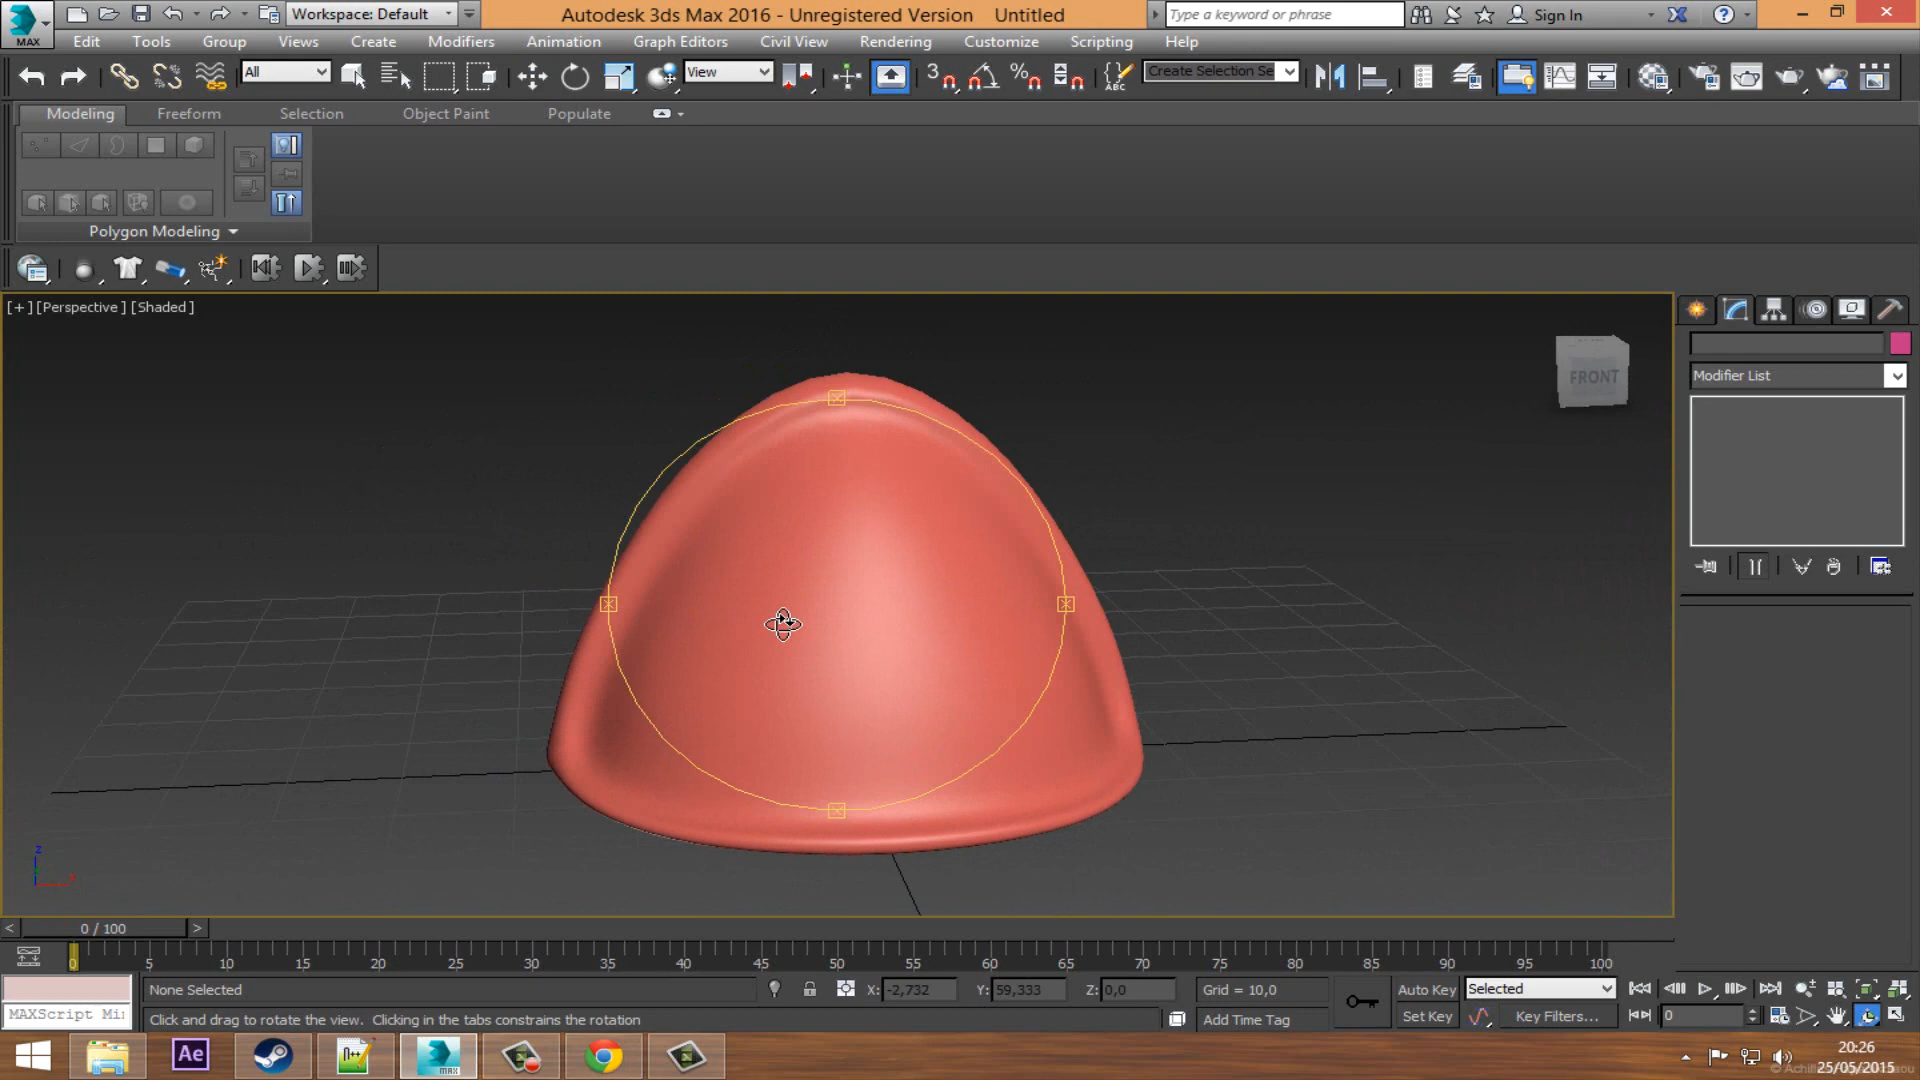 Workspace: Default
Autodesk 3ds Max 2016 - Unregistered Version Untitled
Type a keyword or phrase
Sign In
MAX
Edit Tools Group Views Create Modifiers Animation Graph Editors Civil View Rendering Customize Scripting Help
All
View
3
%
ABC
Create Selection Se
Modeling Freeform Selection Object Paint Populate
Polygon Modeling
[+] [Perspective] [Shaded]
FRONT
Modifier List
z
x
< 0 / 100 >
0 5 10 15 20 25 30 35 40 45 50 55 60 65 70 75 80 85 90 95 100
None Selected
X: -2,732 Y: 59,333 Z: 0,0
Grid = 10,0
Auto Key
Selected
MAXScript Mi
Click and drag to rotate the view. Clicking in the tabs constrains the rotation
Add Time Tag
Set Key
Key Filters...
0
Ae
n++
MAX
20:26
25/05/2015